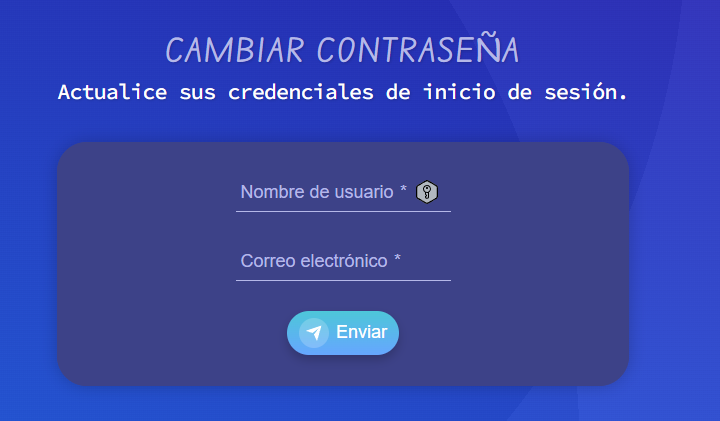 CAMBIAR CONTRASEÑA
Actualice sus credenciales de inicio de sesión.
Nombre de usuario *
Correo electrónico *
Enviar